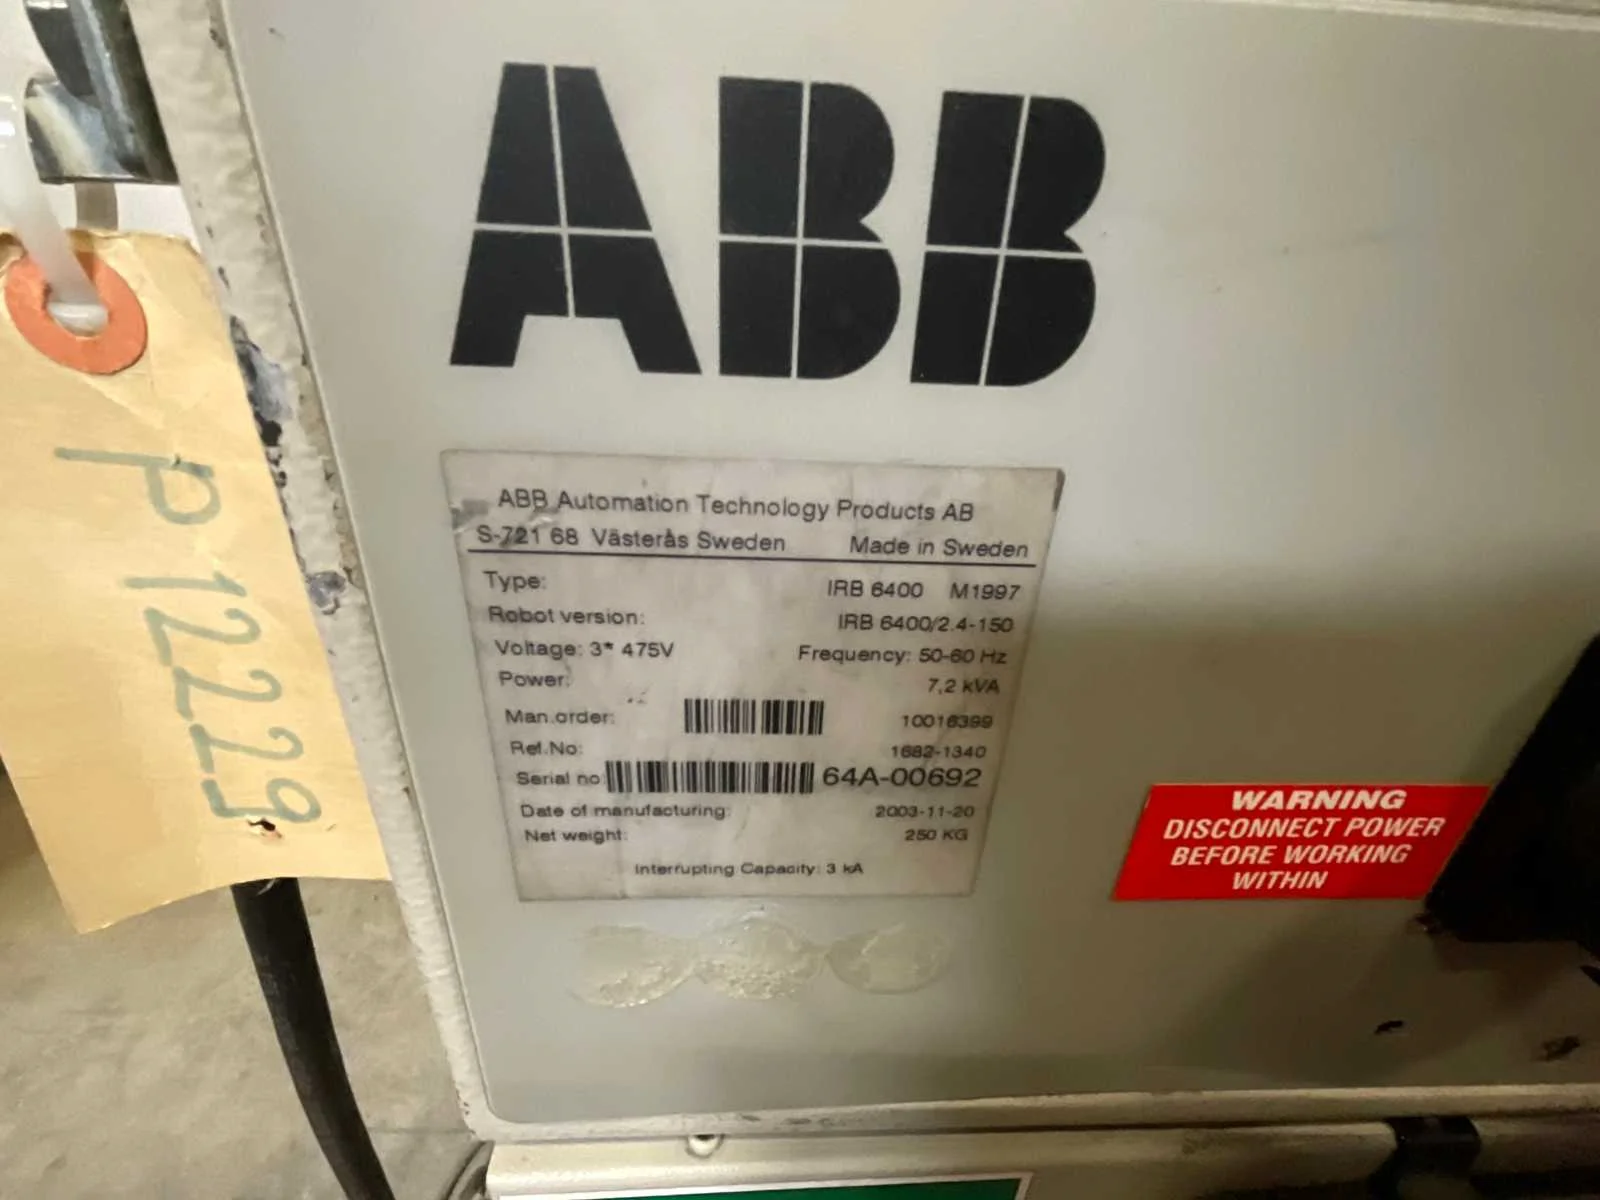 ABB
ABB Automation Technology Products AB
S-721 68 Västerås Sweden Made in Sweden
Type: IRB 6400 M1997
Robot version: IRB 6400/2.4-150
Voltage: 3* 475V Frequency: 50-60 Hz
Power: 7,2 kVA
Man.order: 10016399
Ref.No: 1682-1340
Serial no: 64A-00692
Date of manufacturing: 2003-11-20
Net weight: 250 KG
Interrupting Capacity: 3 kA
WARNING
DISCONNECT POWER
BEFORE WORKING
WITHIN
P12229